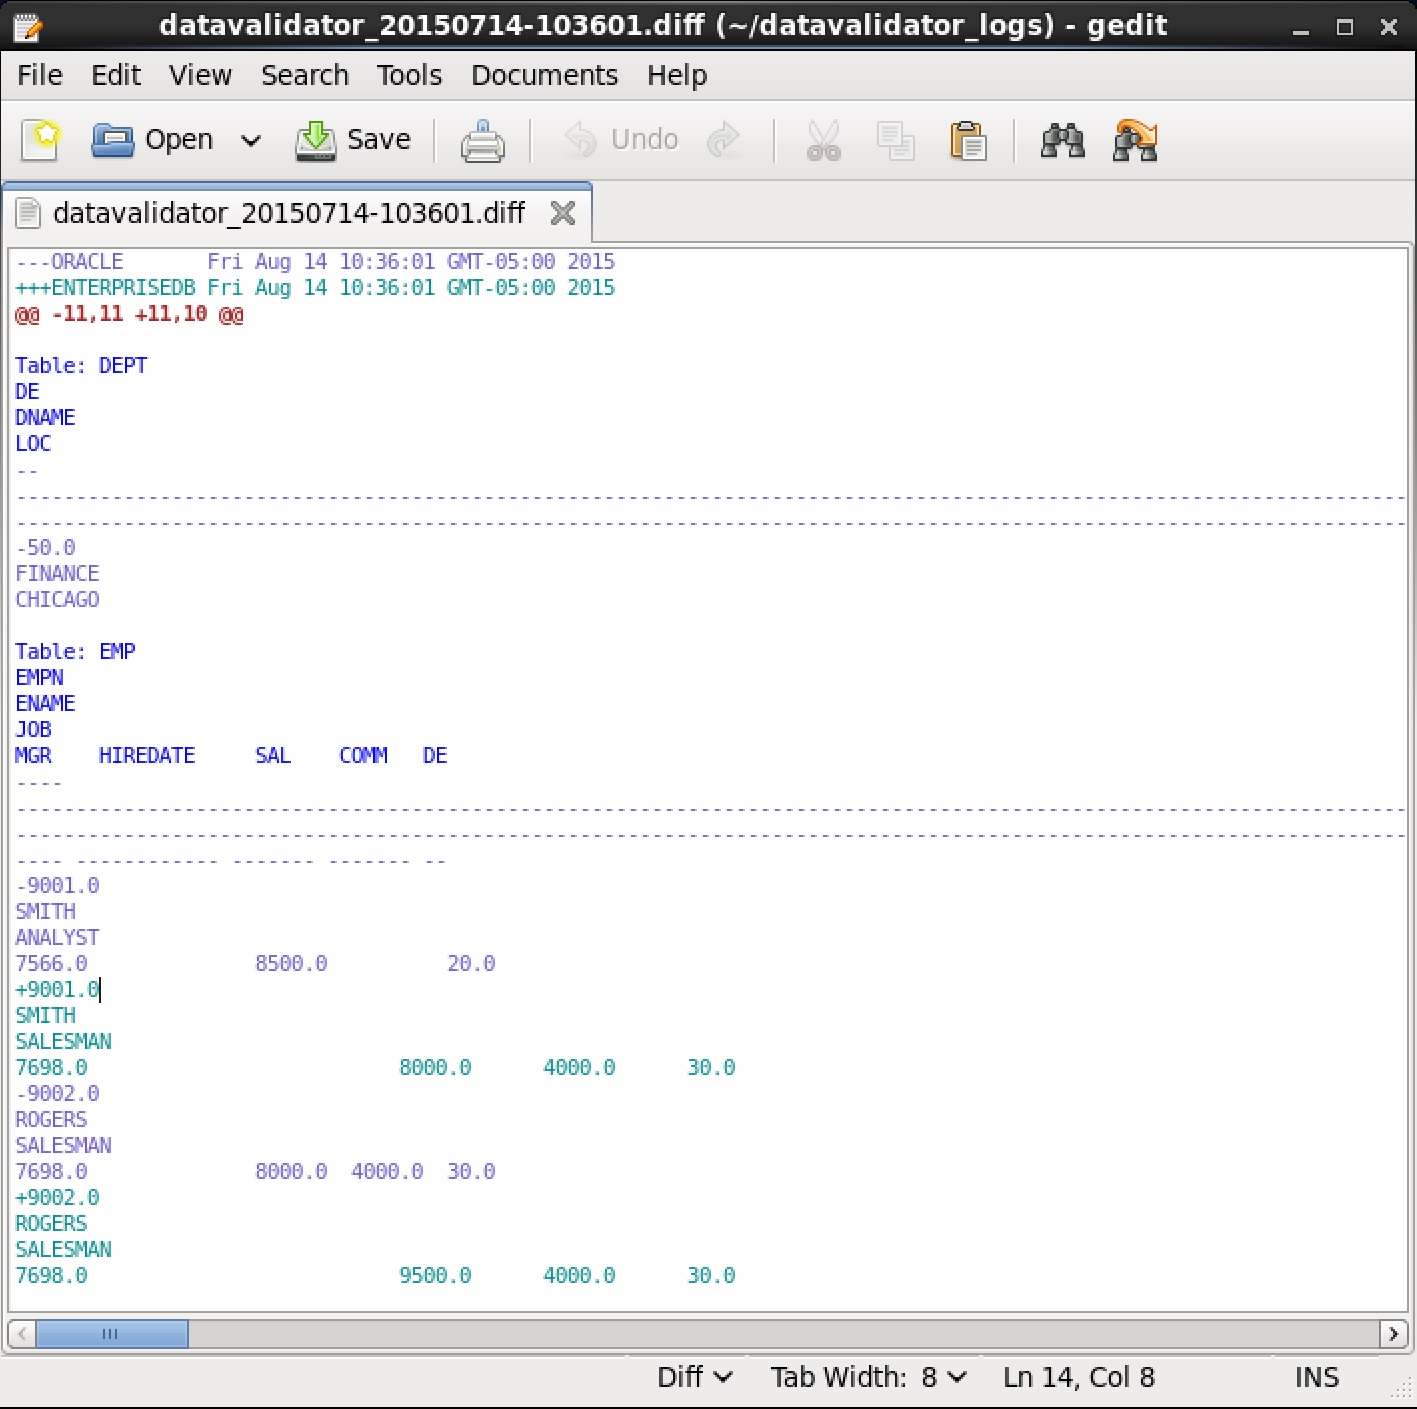 datavalidator_20150714-103601.diff (~/datavalidator_logs) - gedit
File Edit View Search Tools Documents Help
Open Save Undo
datavalidator_20150714-103601.diff
---ORACLE       Fri Aug 14 10:36:01 GMT-05:00 2015
+++ENTERPRISEDB Fri Aug 14 10:36:01 GMT-05:00 2015
@@ -11,11 +11,10 @@
Table: DEPT
DE
DNAME
LOC
--
--------------------------------------------------------------------------------------------------------------------
--------------------------------------------------------------------------------------------------------------------
-50.0
FINANCE
CHICAGO
Table: EMP
EMPN
ENAME
JOB
MGR    HIREDATE     SAL    COMM   DE
----
--------------------------------------------------------------------------------------------------------------------
--------------------------------------------------------------------------------------------------------------------
---- ------------ ------- ------- --
-9001.0
SMITH
ANALYST
7566.0              8500.0          20.0
+9001.0
SMITH
SALESMAN
7698.0                          8000.0      4000.0      30.0
-9002.0
ROGERS
SALESMAN
7698.0              8000.0  4000.0  30.0
+9002.0
ROGERS
SALESMAN
7698.0                          9500.0      4000.0      30.0
Diff Tab Width: 8 Ln 14, Col 8 INS